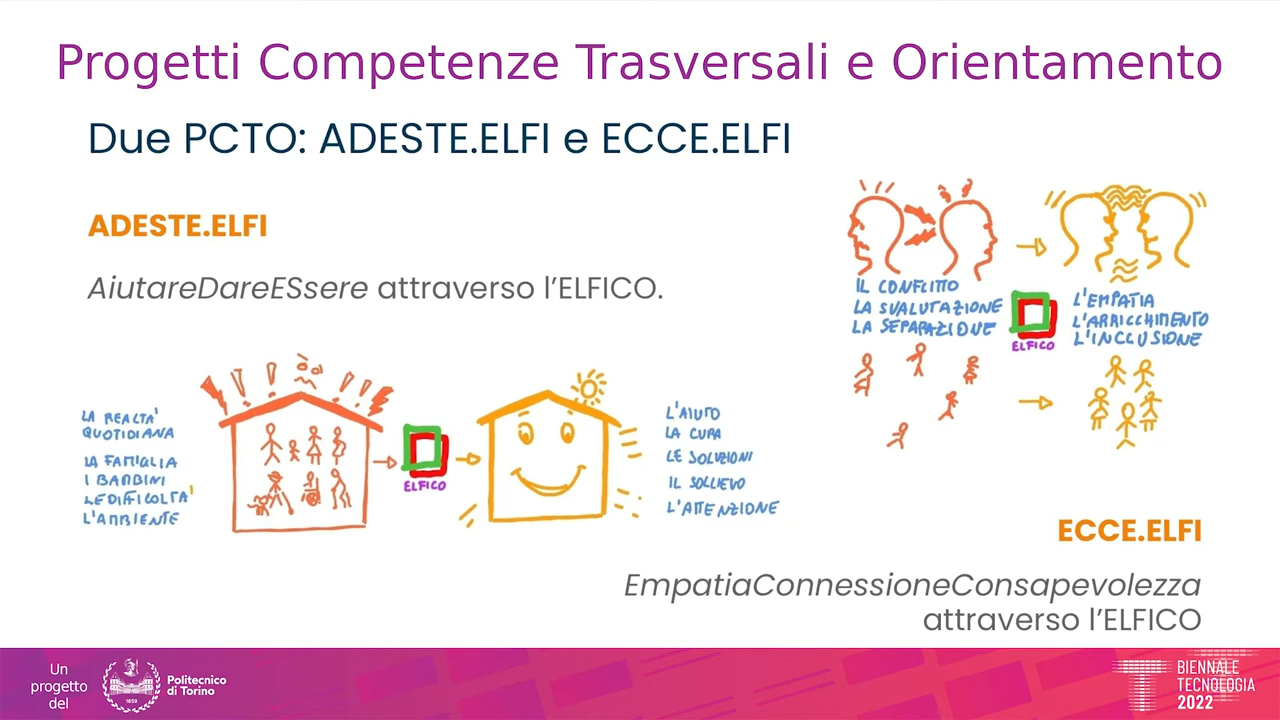 Progetti Competenze Trasversali e Orientamento
Due PCTO: ADESTE.ELFI e ECCE.ELFI
ADESTE.ELFI
AiutareDareESsere attraverso l'ELFICO.
LA REALTA'
QUOTIDIANA
LA FAMIGLIA
I BAMBINI
LE DIFFICOLTA'
L'AMBIENTE
ELFICO
L'AIUTO
LA CURA
LE SOLUZIONI
IL SOLLIEVO
L'ATTENZIONE
IL CONFLITTO
LA SVALUTAZIONE
LA SEPARAZIONE
ELFICO
L'EMPATIA
L'ARRICCHIMENTO
L'INCLUSIONE
ECCE.ELFI
EmpatiaConnessioneConsapevolezza
attraverso l'ELFICO
Un
progetto
del
1859
Politecnico
di Torino
BIENNALE
TECNOLOGIA
2022